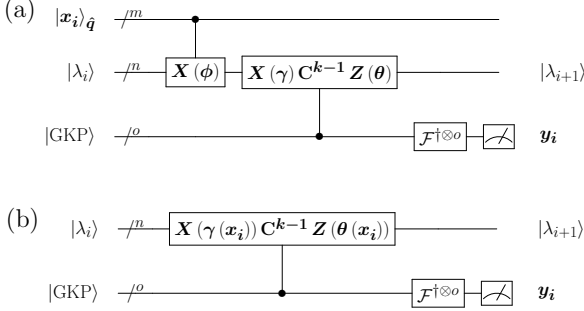 (a)
|x_i⟩_q̂ m
|λ_i⟩ n X (ϕ) X (γ) C^{k−1} Z (θ) |λ_{i+1}⟩
|GKP⟩ o ℱ^{†⊗o} y_i
(b)
|λ_i⟩ n X (γ (x_i)) C^{k−1} Z (θ (x_i)) |λ_{i+1}⟩
|GKP⟩ o ℱ^{†⊗o} y_i